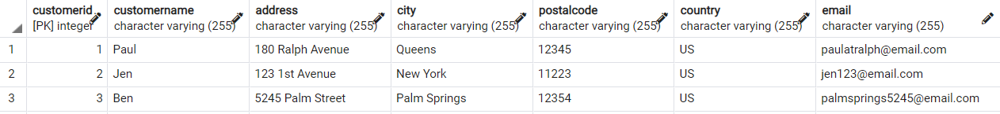 customerid customername address city postalcode country email
[PK] integer character varying (255) character varying (255) character varying (255) character varying (255) character varying (255) character varying (255)
1 1 Paul 180 Ralph Avenue Queens 12345 US paulatralph@email.com
2 2 Jen 123 1st Avenue New York 11223 US jen123@email.com
3 3 Ben 5245 Palm Street Palm Springs 12354 US palmsprings5245@email.com